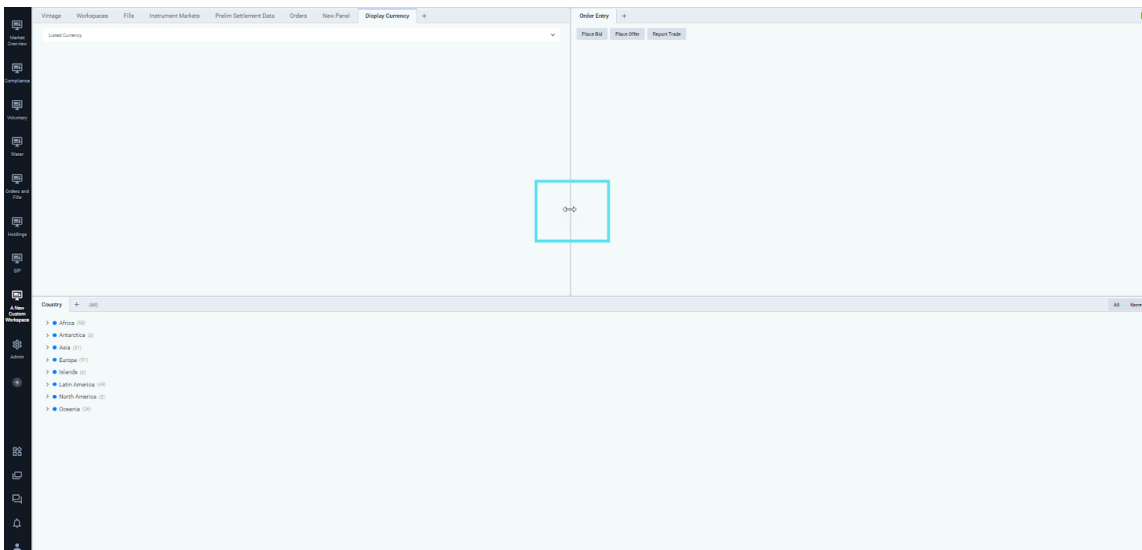 Vintage Workspaces Fills Instrument Markets Prelim Settlement Data Orders New Panel Display Currency +
Order Entry +
Listed Currency
Place Bid Place Offer Report Trade
Market Overview
Compliance
Voluntary
Water
Orders and
Fills
Holdings
A New
Custom
Workspace
Admin
Country + (All)
All None
Africa
Antarctica
Asia
Europe
Islands
Latin America
North America
Oceania